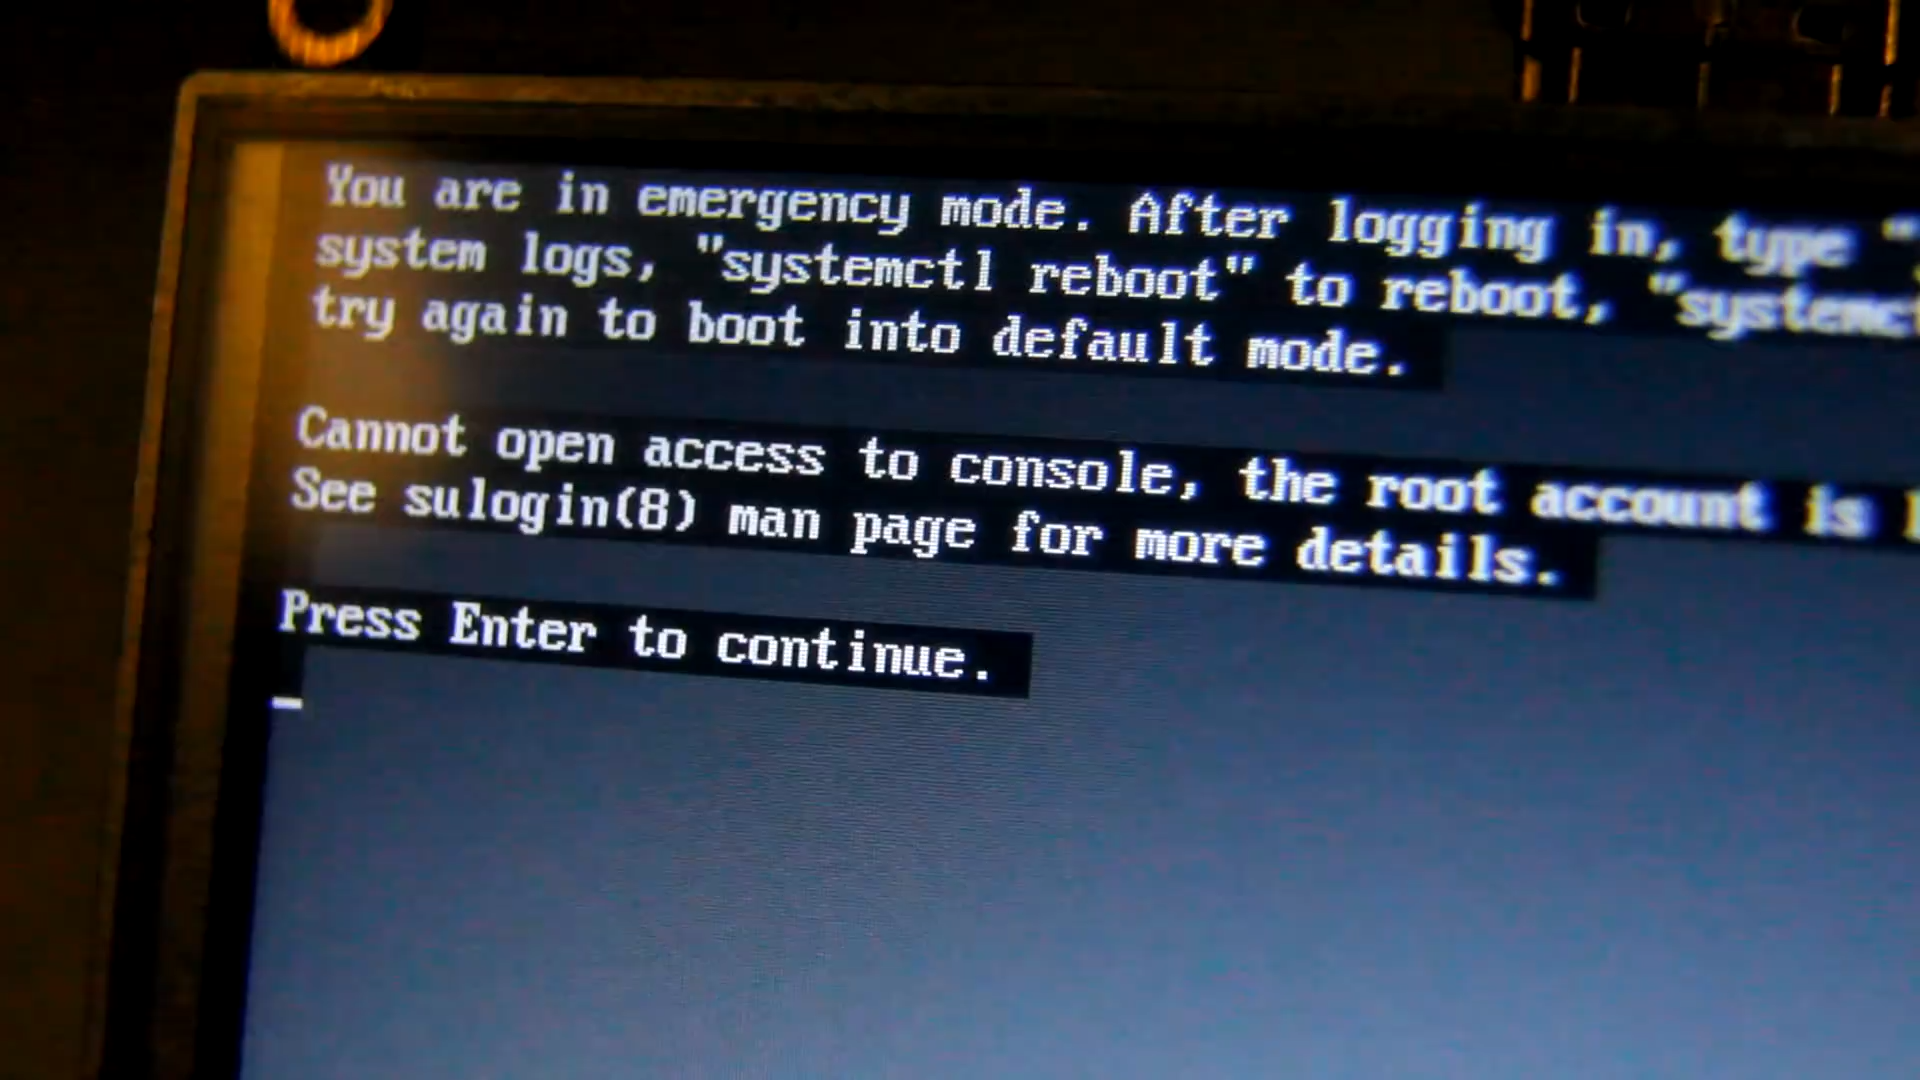 You are in emergency mode. After logging in, type "
system logs, "systemctl reboot" to reboot, "systemct
try again to boot into default mode.
Cannot open access to console, the root account is
See sulogin(8) man page for more details.
Press Enter to continue.